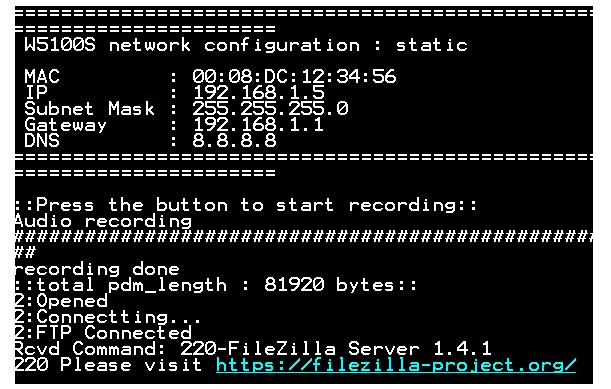 ============================================================
===========================
W5100S network configuration : static
MAC : 00:08:DC:12:34:56
IP : 192.168.1.5
Subnet Mask : 255.255.255.0
Gateway : 192.168.1.1
DNS : 8.8.8.8
============================================================
===========================
::Press the button to start recording::
Audio recording
############################################################
##
recording done
::total pdm_length : 81920 bytes::
2:Opened
2:Connectting...
2:FTP Connected
Rcvd Command: 220-FileZilla Server 1.4.1
220 Please visit https://filezilla-project.org/